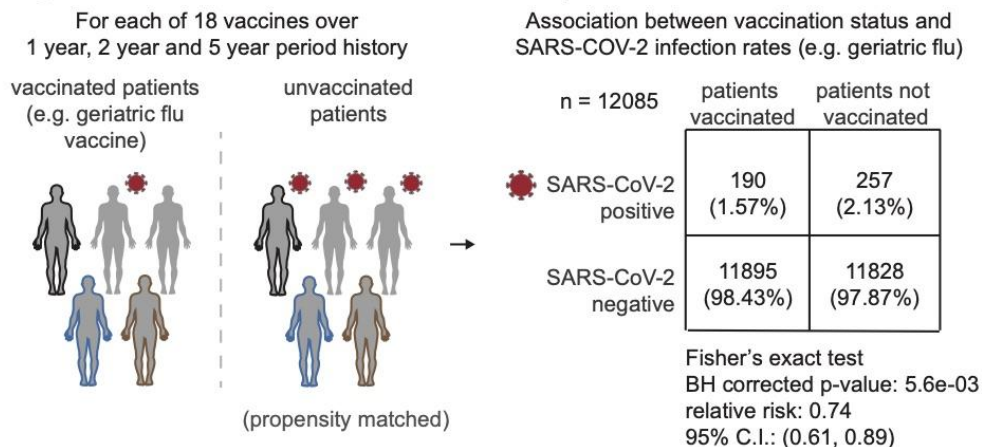 For each of 18 vaccines over
1 year, 2 year and 5 year period history
vaccinated patients
(e.g. geriatric flu
vaccine)
unvaccinated
patients
(propensity matched)
Association between vaccination status and
SARS-COV-2 infection rates (e.g. geriatric flu)
n = 12085
patients
vaccinated
patients not
vaccinated
SARS-CoV-2
positive
190
(1.57%)
257
(2.13%)
SARS-CoV-2
negative
11895
(98.43%)
11828
(97.87%)
Fisher's exact test
BH corrected p-value: 5.6e-03
relative risk: 0.74
95% C.I.: (0.61, 0.89)